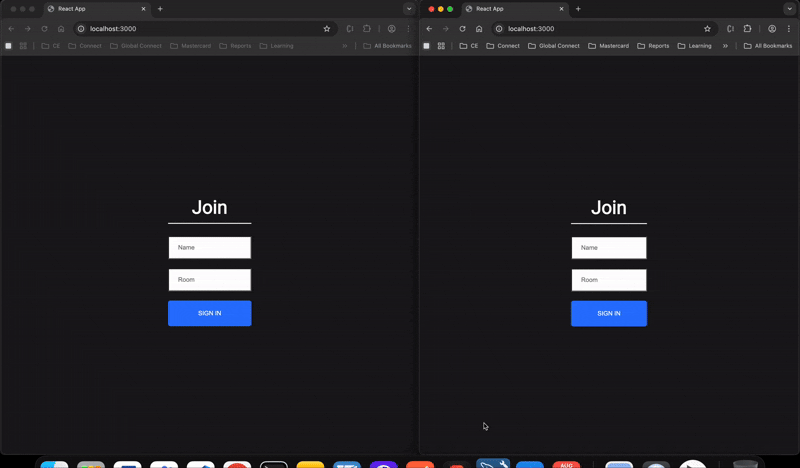 React App
localhost:3000
CE
Connect
Global Connect
Mastercard
Reports
Learning
»
All Bookmarks
Join
Name
Room
SIGN IN
React App
localhost:3000
CE
Connect
Global Connect
Mastercard
Reports
Learning
»
All Bookmarks
Join
Name
Room
SIGN IN
AUG